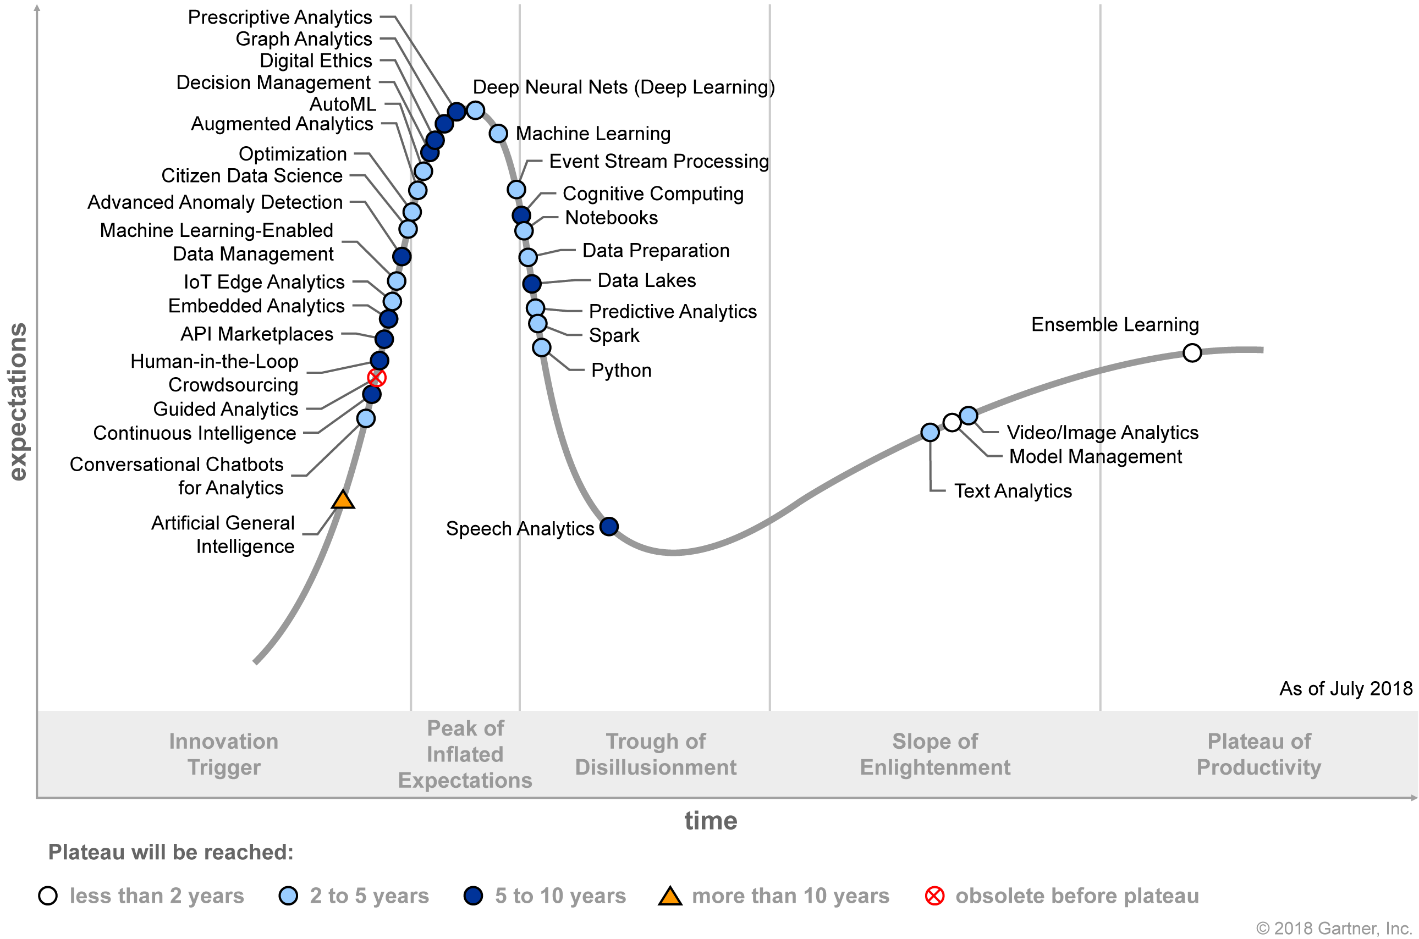 Prescriptive Analytics
Graph Analytics
Digital Ethics
Decision Management
AutoML
Augmented Analytics
Optimization
Citizen Data Science
Advanced Anomaly Detection
Machine Learning-Enabled
Data Management
IoT Edge Analytics
Embedded Analytics
API Marketplaces
Human-in-the-Loop
Crowdsourcing
Guided Analytics
Continuous Intelligence
Conversational Chatbots
for Analytics
Artificial General
Intelligence
Deep Neural Nets (Deep Learning)
Machine Learning
Event Stream Processing
Cognitive Computing
Notebooks
Data Preparation
Data Lakes
Predictive Analytics
Spark
Python
Speech Analytics
Ensemble Learning
Video/Image Analytics
Model Management
Text Analytics
expectations
As of July 2018
Innovation
Trigger
Peak of
Inflated
Expectations
Trough of
Disillusionment
Slope of
Enlightenment
Plateau of
Productivity
time
Plateau will be reached:
less than 2 years
2 to 5 years
5 to 10 years
more than 10 years
obsolete before plateau
© 2018 Gartner, Inc.